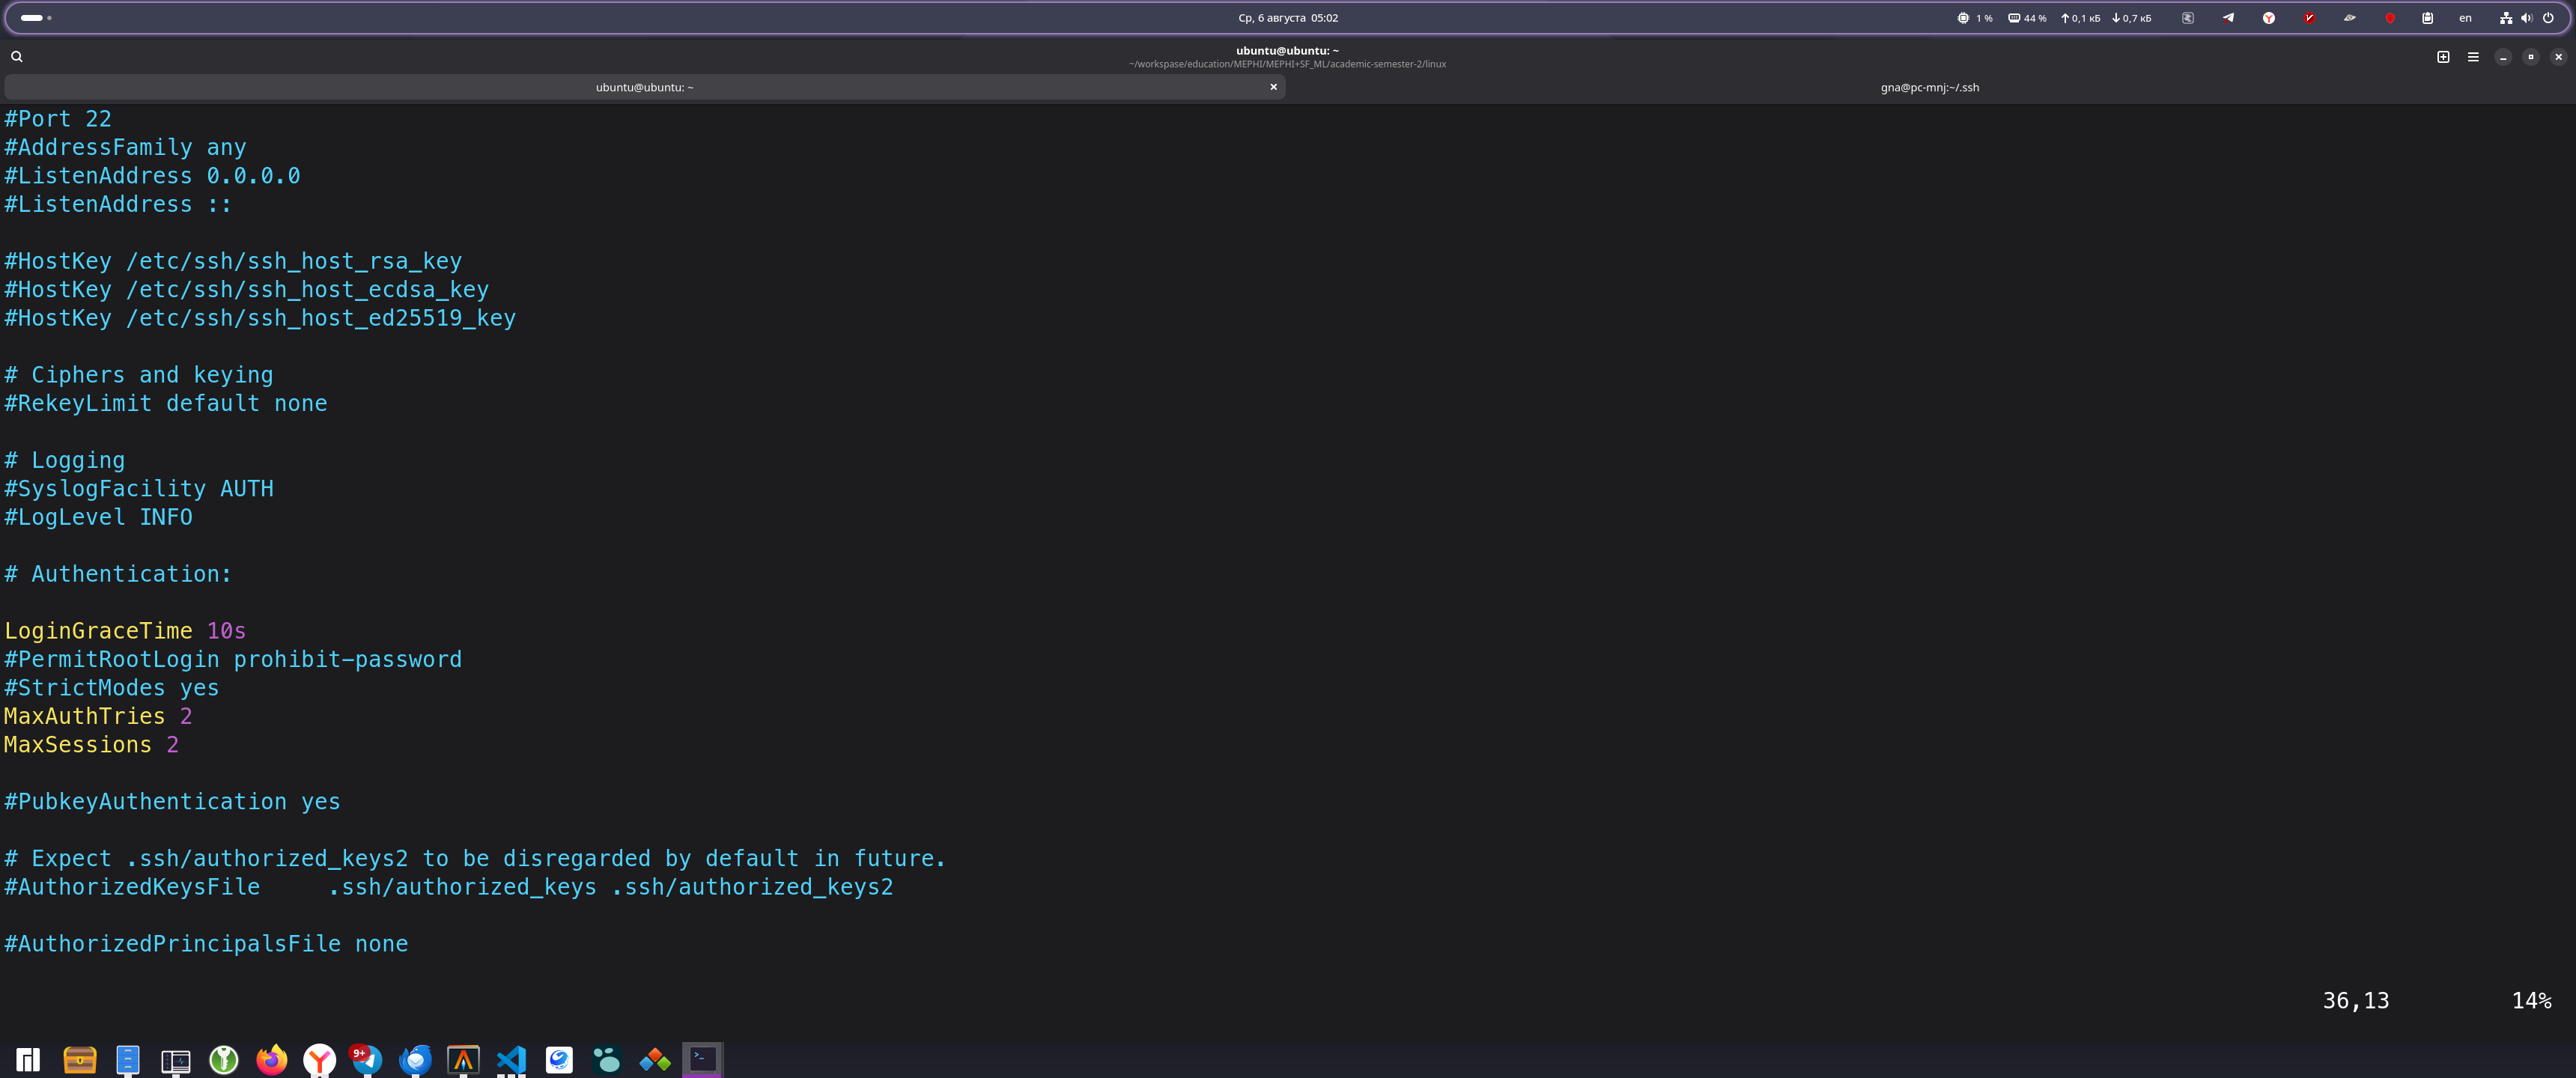 Ср, 6 августа 05:02
1 %
44 %
0,1 кБ
0,7 кБ
en
ubuntu@ubuntu: ~
~/workspase/education/MEPHI/MEPHI+SF_ML/academic-semester-2/linux
ubuntu@ubuntu: ~
gna@pc-mnj:~/.ssh
#Port 22
#AddressFamily any
#ListenAddress 0.0.0.0
#ListenAddress ::
#HostKey /etc/ssh/ssh_host_rsa_key
#HostKey /etc/ssh/ssh_host_ecdsa_key
#HostKey /etc/ssh/ssh_host_ed25519_key
# Ciphers and keying
#RekeyLimit default none
# Logging
#SyslogFacility AUTH
#LogLevel INFO
# Authentication:
LoginGraceTime 10s
#PermitRootLogin prohibit-password
#StrictModes yes
MaxAuthTries 2
MaxSessions 2
#PubkeyAuthentication yes
# Expect .ssh/authorized_keys2 to be disregarded by default in future.
#AuthorizedKeysFile     .ssh/authorized_keys .ssh/authorized_keys2
#AuthorizedPrincipalsFile none
36,13
14%
9+